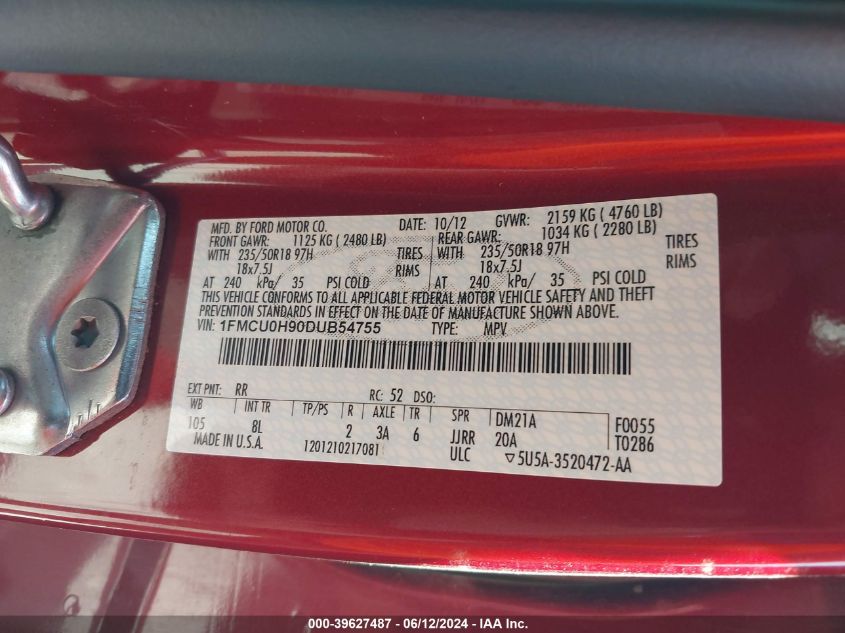 MFD. BY FORD MOTOR CO. DATE: 10/12 GVWR: 2159 KG ( 4760 LB)
FRONT GAWR: 1125 KG ( 2480 LB) REAR GAWR: 1034 KG ( 2280 LB)
WITH 235/50R18 97H TIRES WITH 235/50R18 97H TIRES
18x7.5J RIMS 18x7.5J RIMS
AT 240 kPa/ 35 PSI COLD AT 240 kPa/ 35 PSI COLD
THIS VEHICLE CONFORMS TO ALL APPLICABLE FEDERAL MOTOR VEHICLE SAFETY AND THEFT
PREVENTION STANDARDS IN EFFECT ON THE DATE OF MANUFACTURE SHOWN ABOVE.
VIN: 1FMCU0H90DUB54755 TYPE: MPV
EXT PNT: RR RC: 52 DSO:
WB INT TR TP/PS R AXLE TR SPR DM21A F0055
105 8L 2 3A 6 JJRR 20A T0286
MADE IN U.S.A. 1201210217081 ULC ▽5U5A-3520472-AA
000-39627487 - 06/12/2024 - IAA Inc.